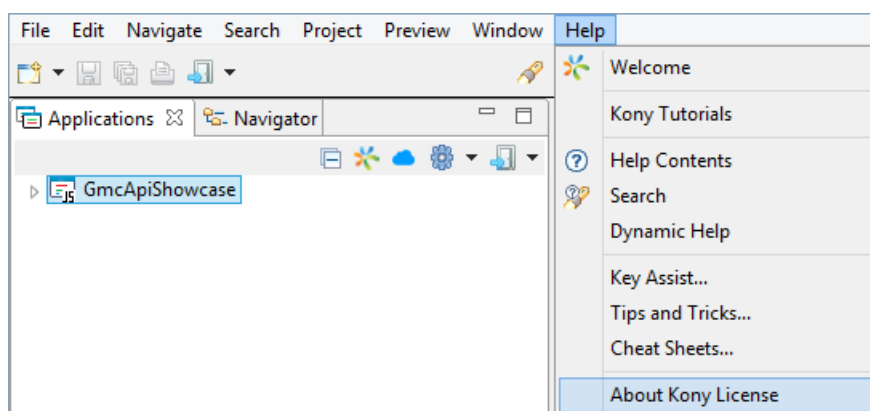 File Edit Navigate Search Project Preview Window Help
Welcome
Applications Navigator
Kony Tutorials
Help Contents
GmcApiShowcase
Search
Dynamic Help
Key Assist...
Tips and Tricks...
Cheat Sheets...
About Kony License